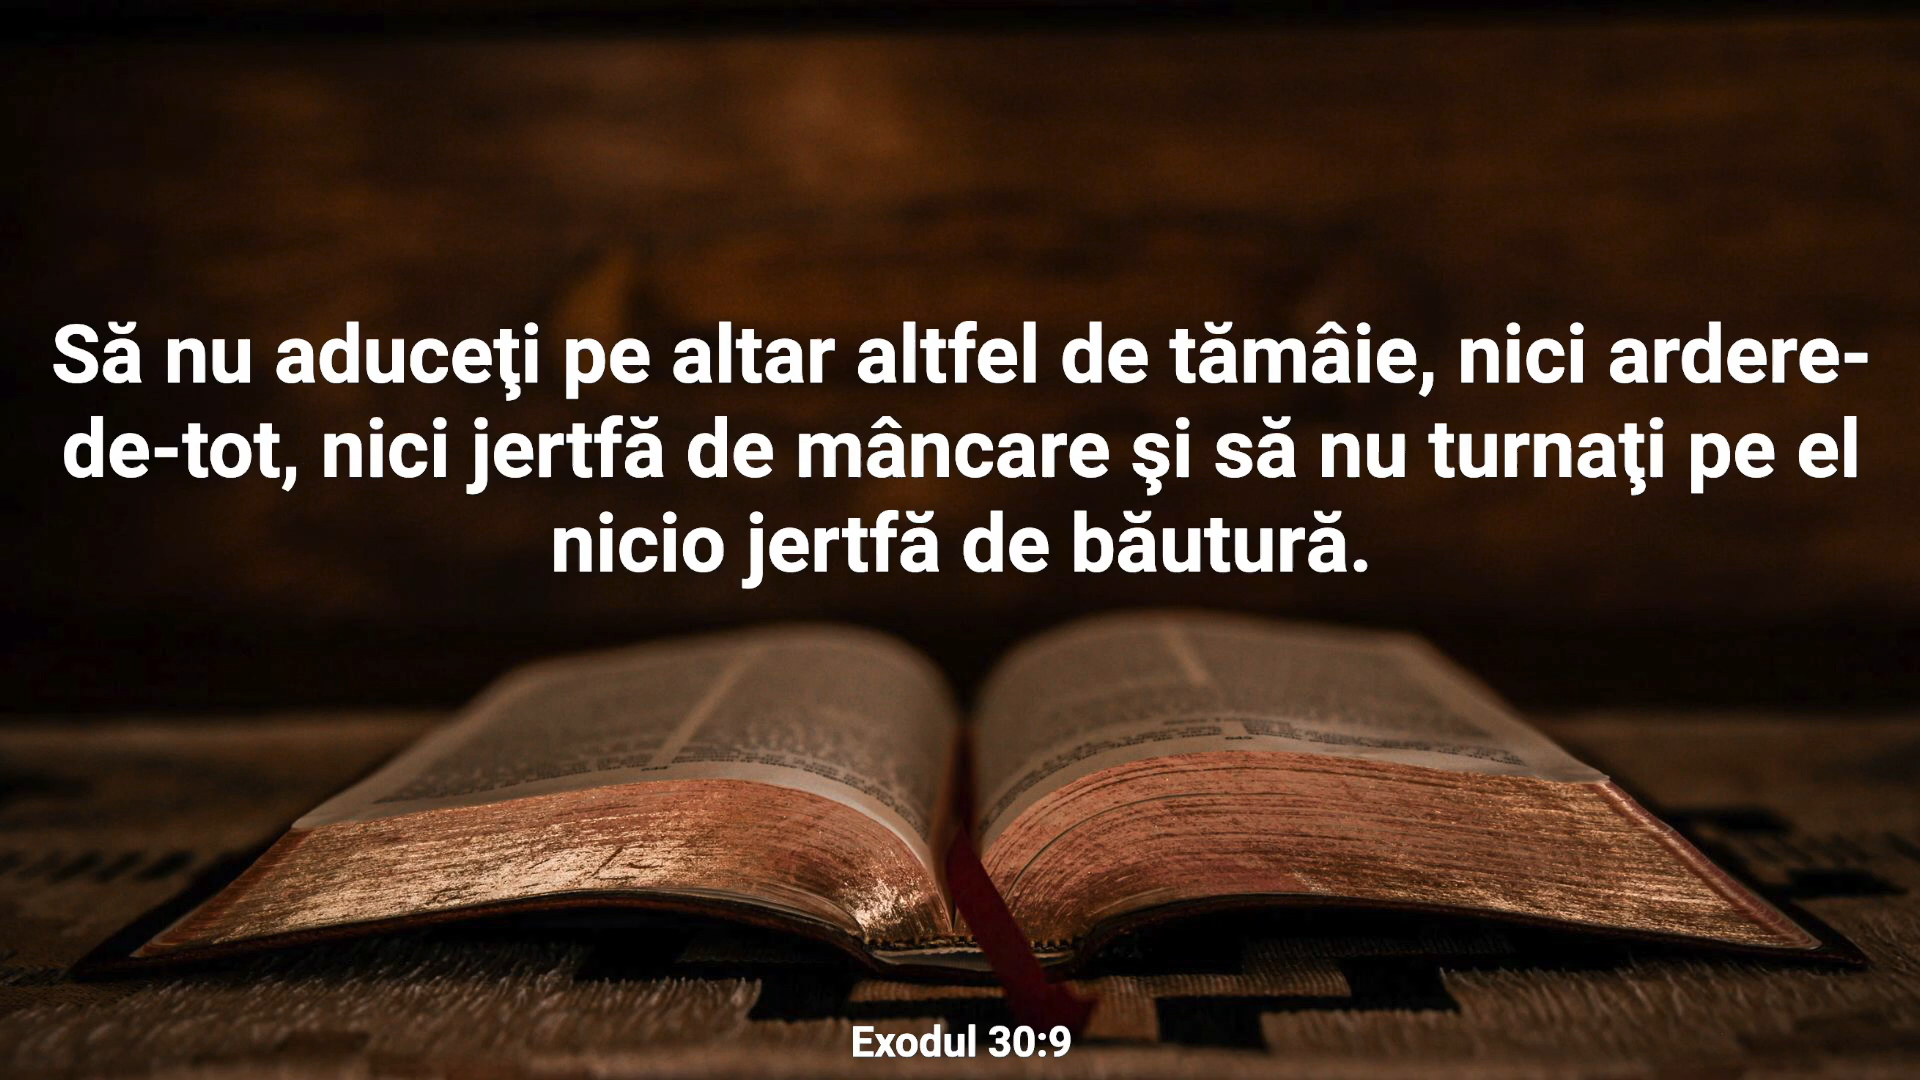 Să nu aduceţi pe altar altfel de tămâie, nici ardere-
de-tot, nici jertfă de mâncare şi să nu turnaţi pe el
nicio jertfă de băutură.
Exodul 30:9